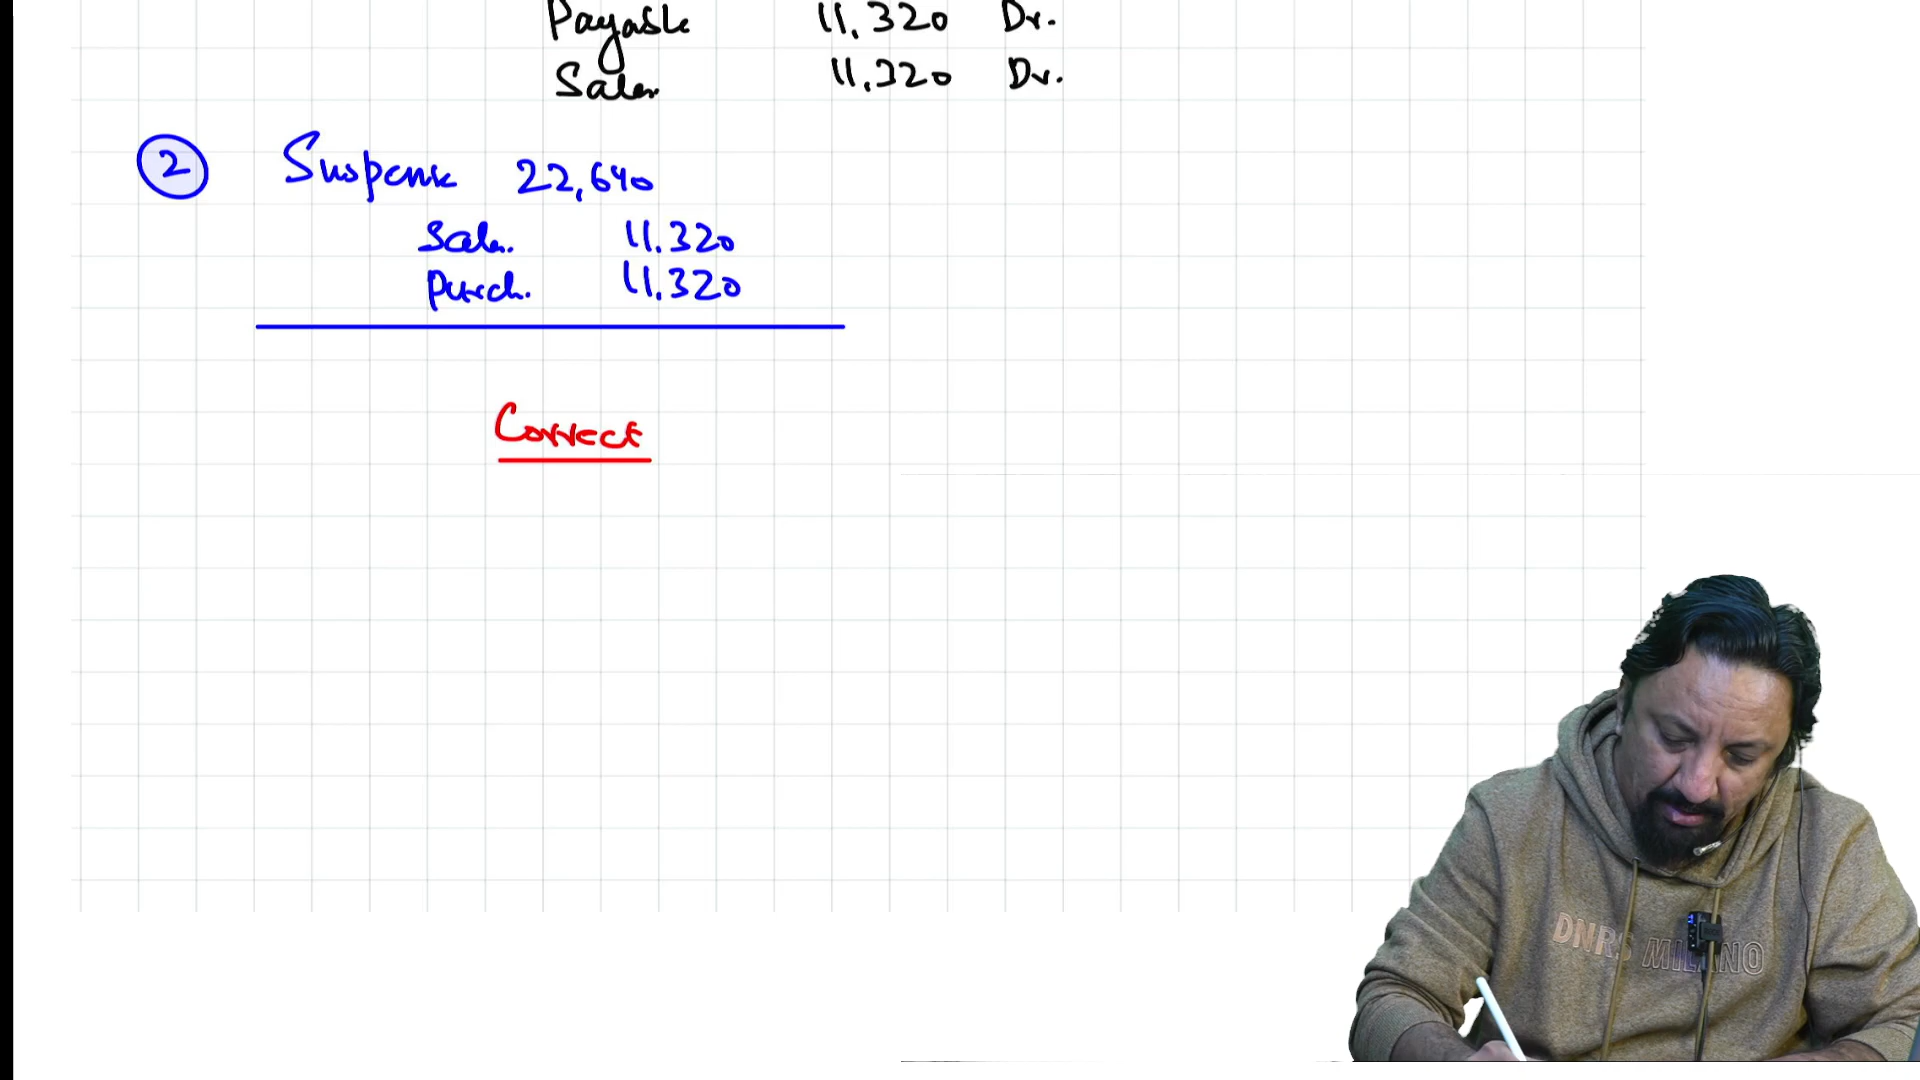 Payable 11,320 Dr.
Sales 11,320 Dr.
2 Suspense 22,640
Sales. 11,320
Purch. 11,320
Correct
DNRS MILANO